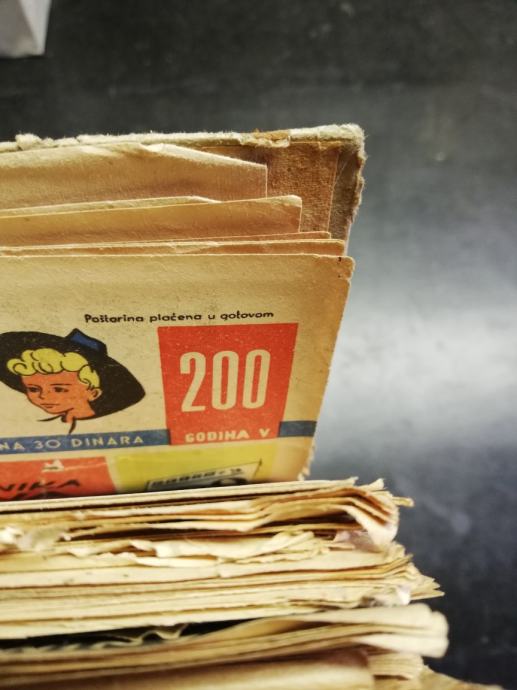 Poštarina plaćena u gotovom
200
NA 30 DINARA
GODINA V